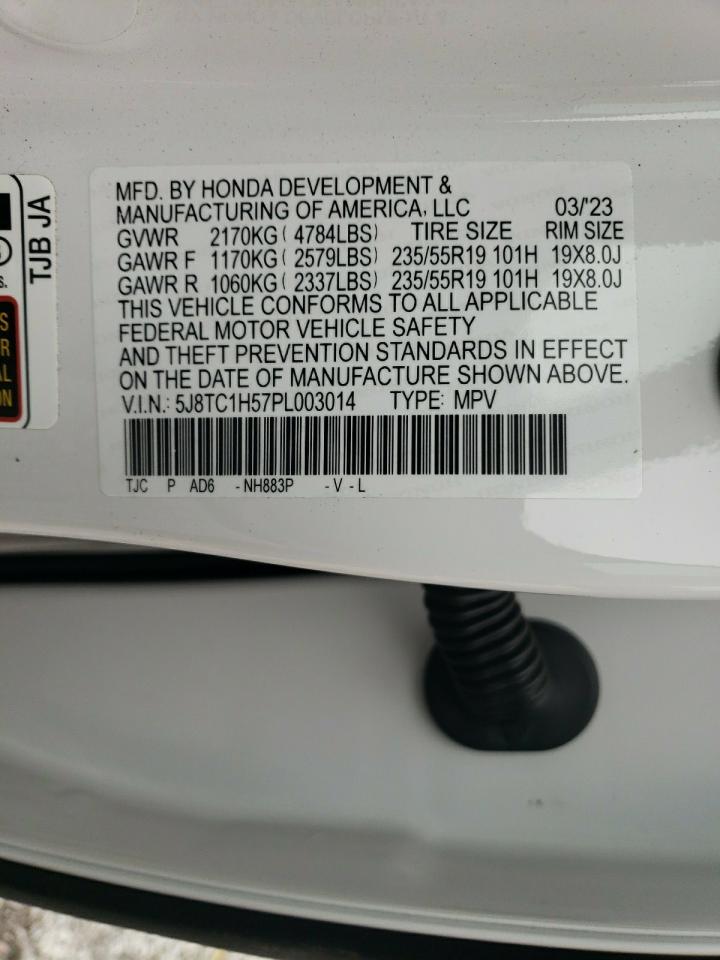 MFD. BY HONDA DEVELOPMENT &
MANUFACTURING OF AMERICA, LLC 03/'23
GVWR 2170KG ( 4784LBS) TIRE SIZE RIM SIZE
GAWR F 1170KG ( 2579LBS) 235/55R19 101H 19X8.0J
GAWR R 1060KG ( 2337LBS) 235/55R19 101H 19X8.0J
THIS VEHICLE CONFORMS TO ALL APPLICABLE
FEDERAL MOTOR VEHICLE SAFETY
AND THEFT PREVENTION STANDARDS IN EFFECT
ON THE DATE OF MANUFACTURE SHOWN ABOVE.
V.I.N.: 5J8TC1H57PL003014 TYPE: MPV
TJC P AD6 -NH883P -V-L
TJB JA